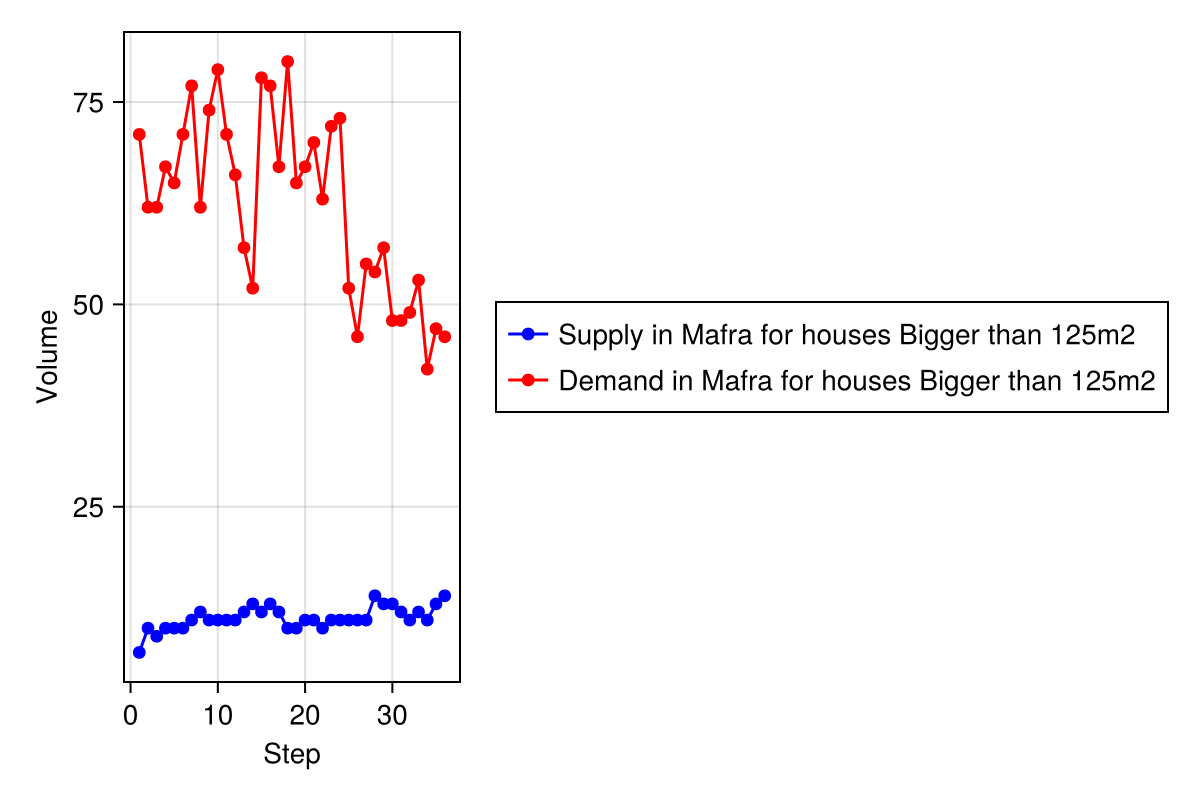 75
50
25
Volume
0 10 20 30
Step
Supply in Mafra for houses Bigger than 125m2
Demand in Mafra for houses Bigger than 125m2